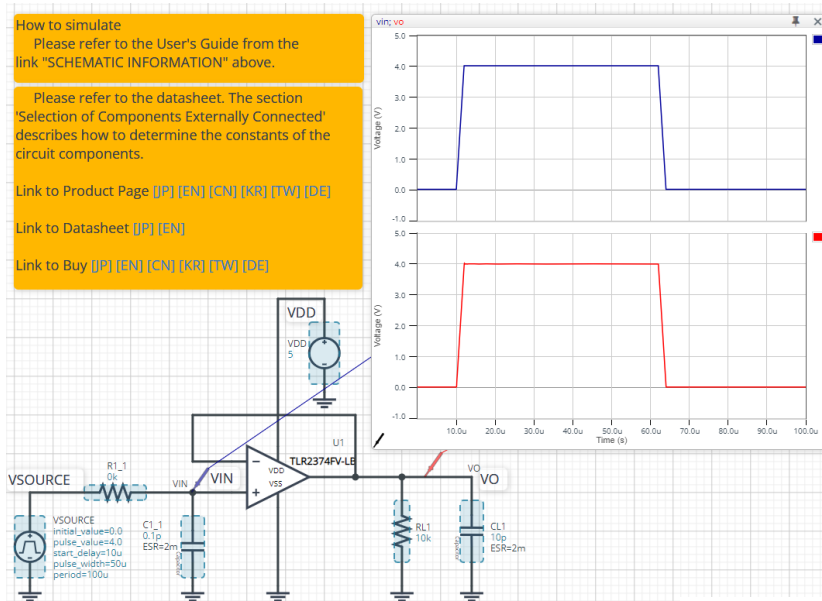 How to simulate
Please refer to the User's Guide from the
link "SCHEMATIC INFORMATION" above.
Please refer to the datasheet. The section
'Selection of Components Externally Connected'
describes how to determine the constants of the
circuit components.
Link to Product Page [JP] [EN] [CN] [KR] [TW] [DE]
Link to Datasheet [JP] [EN]
Link to Buy [JP] [EN] [CN] [KR] [TW] [DE]
vin; vo
5.0
4.0
3.0
2.0
1.0
0.0
-1.0
Voltage (V)
5.0
4.0
3.0
2.0
1.0
0.0
-1.0
Voltage (V)
10.0u 20.0u 30.0u 40.0u 50.0u 60.0u 70.0u 80.0u 90.0u 100.0u
Time (s)
VDD
VDD
5
U1
TLR2374FV-LB
VDD
VSS
R1_1
0k
VSOURCE
VIN
VIN
VO
VO
VSOURCE
initial_value=0.0
pulse_value=4.0
start_delay=10u
pulse_width=50u
period=100u
C1_1
0.1p
ESR=2m
RL1
10k
CL1
10p
ESR=2m